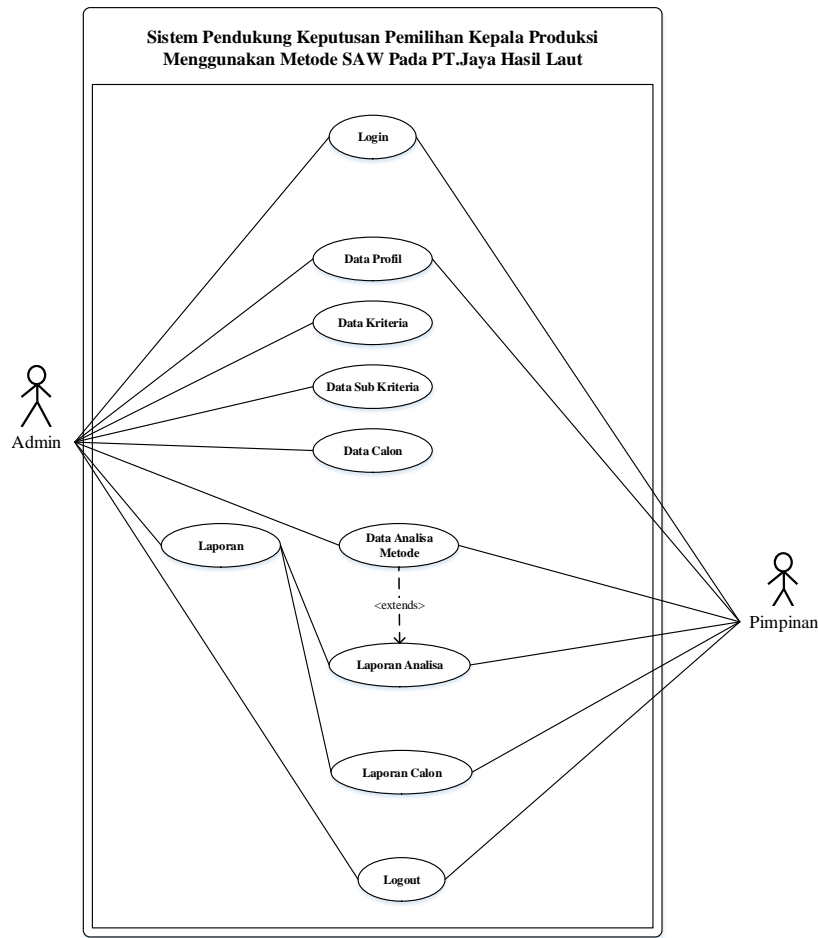 Sistem Pendukung Keputusan Pemilihan Kepala Produksi
Menggunakan Metode SAW Pada PT.Jaya Hasil Laut
Login
Data Profil
Data Kriteria
Data Sub Kriteria
Admin
Data Calon
Laporan
Data Analisa
Metode
<extends>
Pimpinan
Laporan Analisa
Laporan Calon
Logout